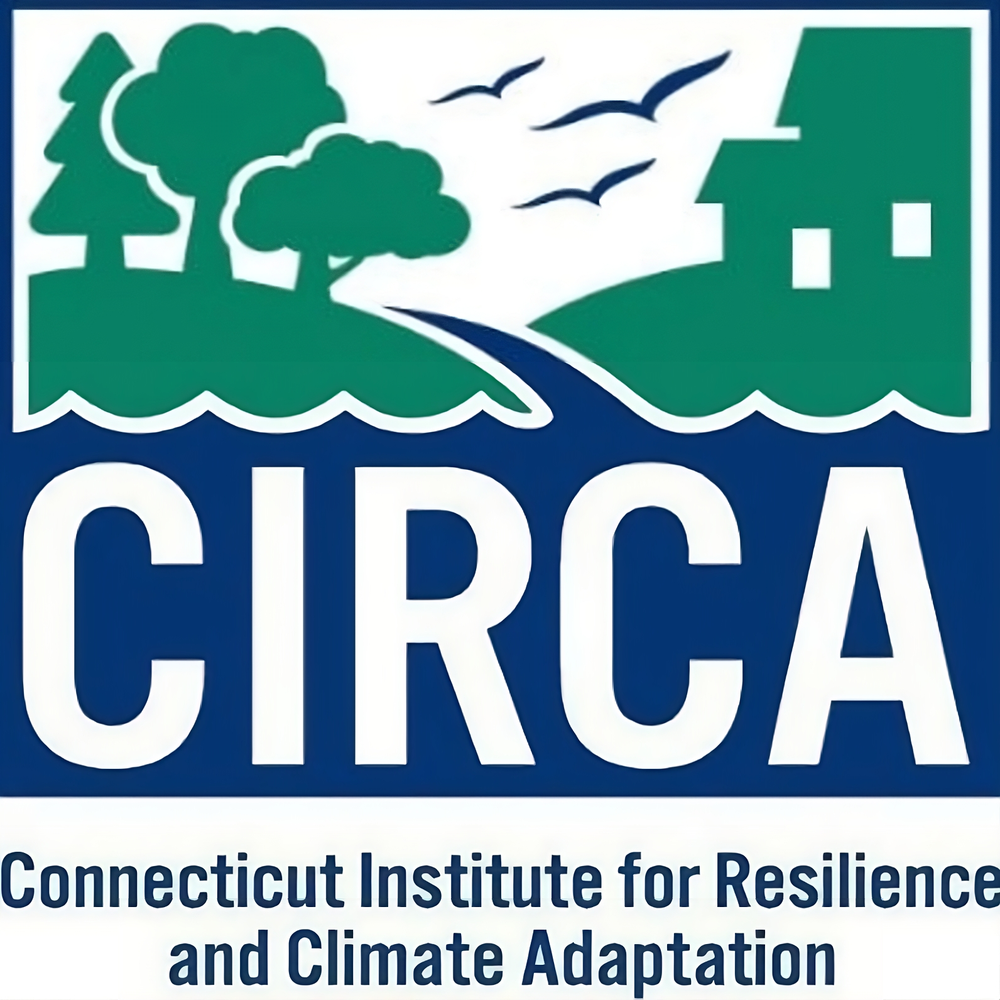 CIRCA
Connecticut Institute for Resilience
and Climate Adaptation